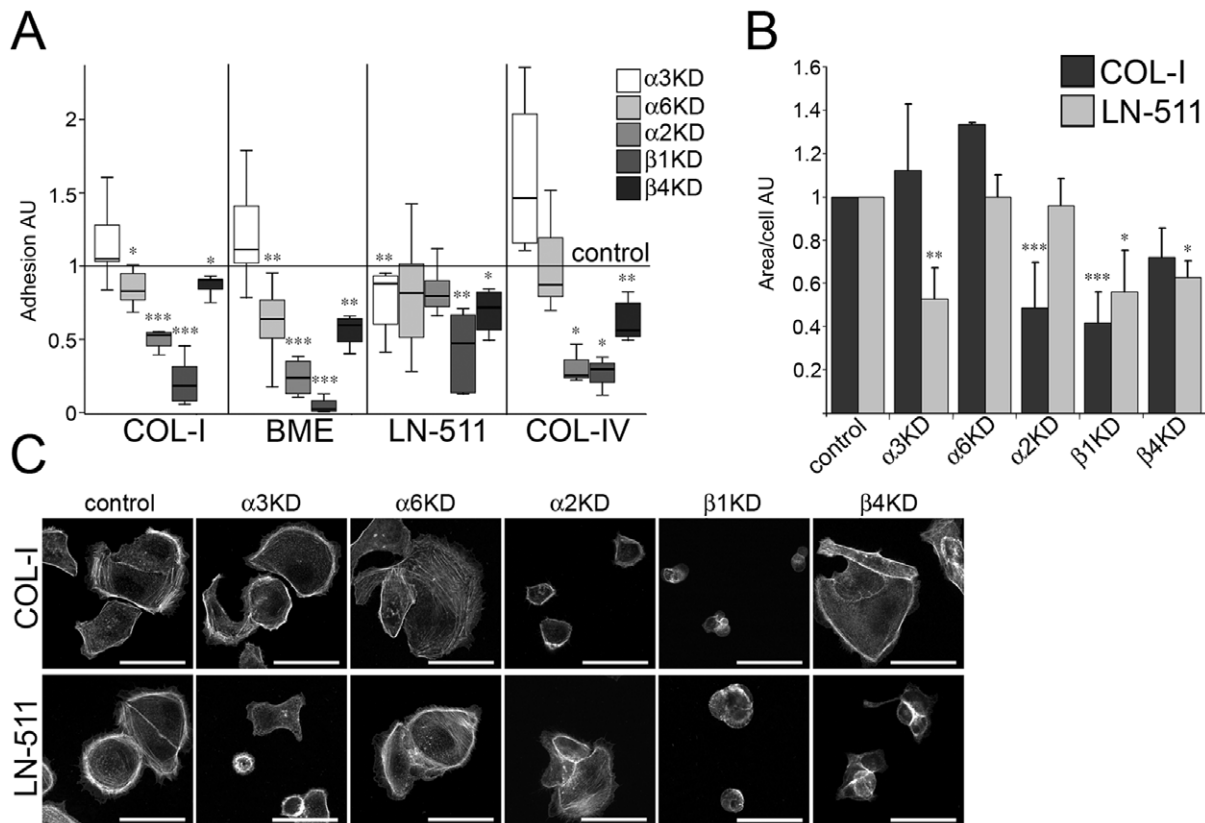 A
Adhesion AU
2
1.5
1
0.5
0
* *** *** *
** *** *** **
** ** *
* * **
control
α3KD
α6KD
α2KD
β1KD
β4KD
COL-I BME LN-511 COL-IV
B
Area/cell AU
1.6
1.4
1.2
1
0.8
0.6
0.4
0.2
0
COL-I
LN-511
** *** *** * *
control α3KD α6KD α2KD β1KD β4KD
C
control α3KD α6KD α2KD β1KD β4KD
COL-I
LN-511